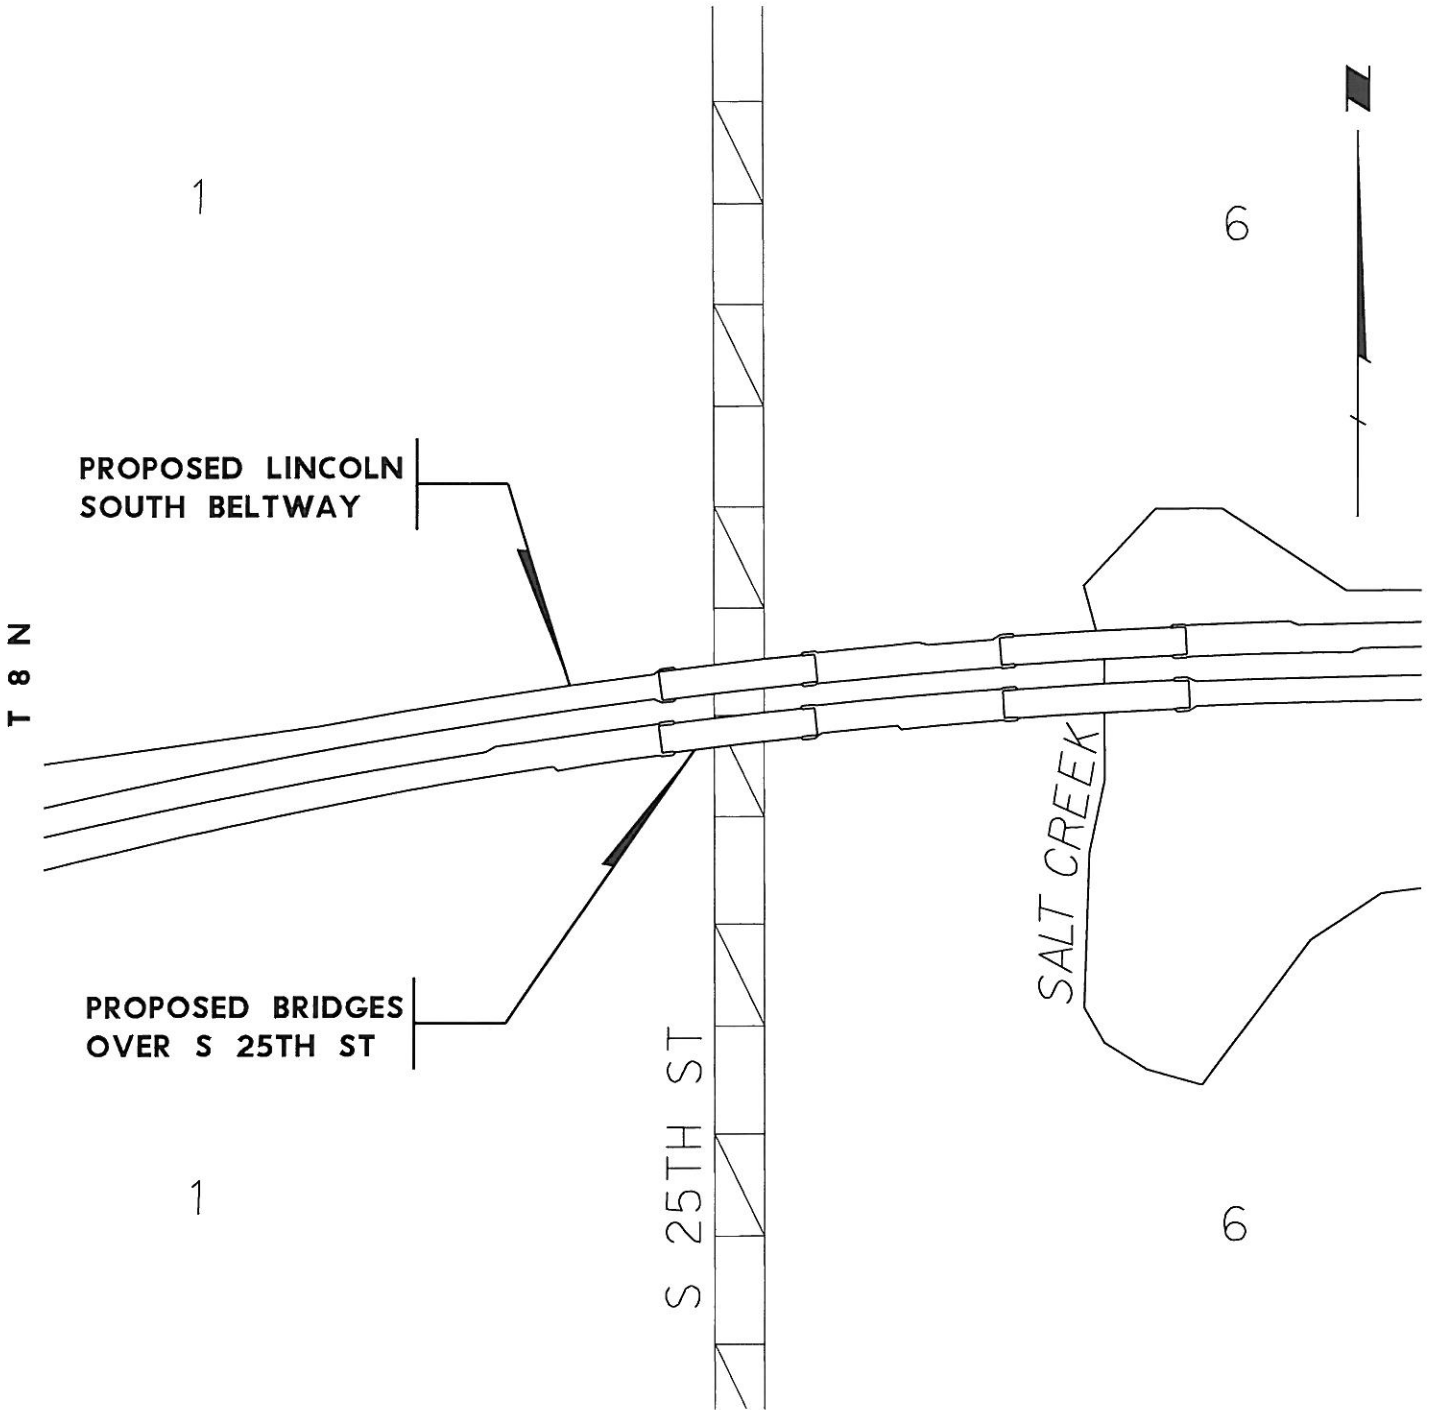 N
1
6
PROPOSED LINCOLN
SOUTH BELTWAY
T 8 N
SALT CREEK
PROPOSED BRIDGES
OVER S 25TH ST
S 25TH ST
1
6